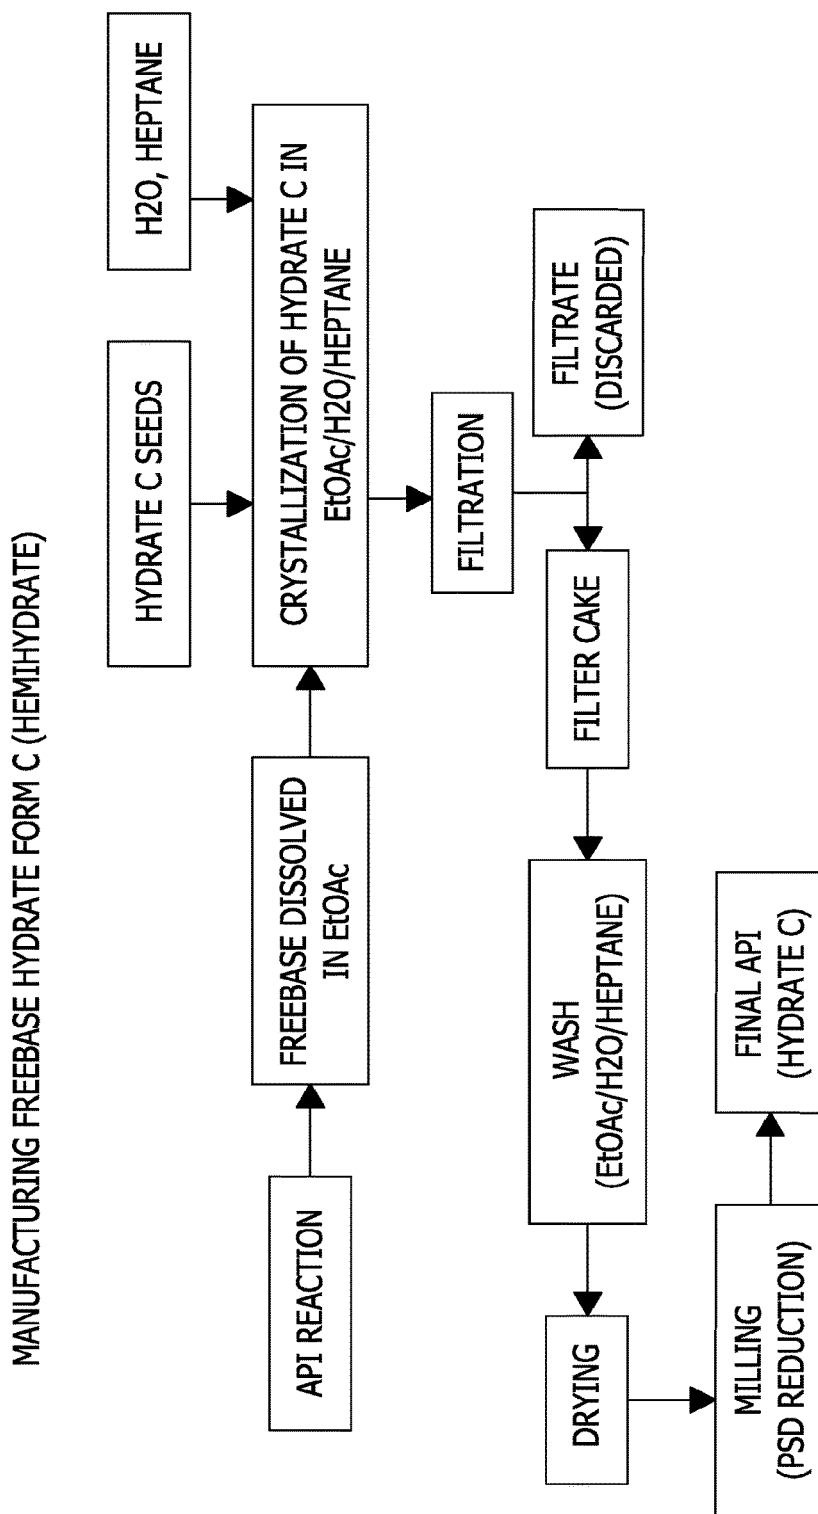 MANUFACTURING FREEBASE HYDRATE FORM C (HEMIHYDRATE)
HYDRATE C SEEDS
H2O, HEPTANE
API REACTION
FREEBASE DISSOLVED
IN EtOAc
CRYSTALLIZATION OF HYDRATE C IN
EtOAc/H2O/HEPTANE
FILTRATION
FILTER CAKE
FILTRATE
(DISCARDED)
WASH
(EtOAc/H2O/HEPTANE)
DRYING
MILLING
(PSD REDUCTION)
FINAL API
(HYDRATE C)